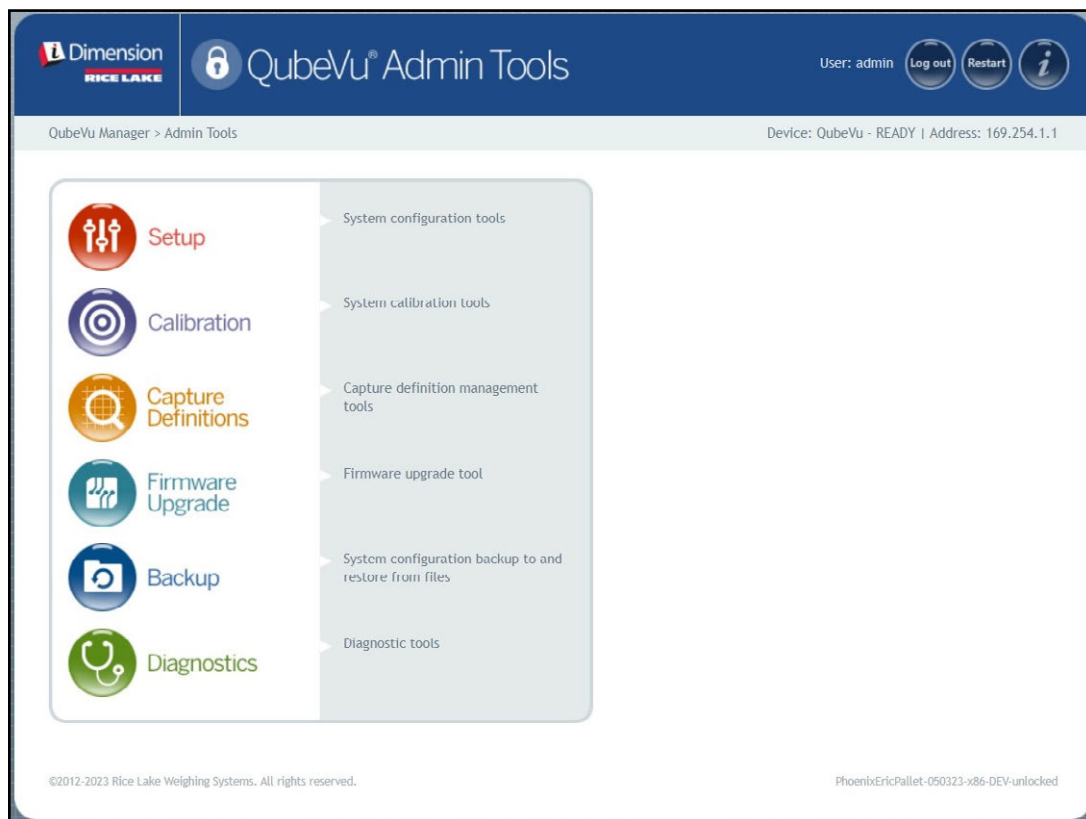 iDimension
RICE LAKE
QubeVu® Admin Tools
User: admin
Log out
Restart
i
QubeVu Manager > Admin Tools
Device: QubeVu - READY | Address: 169.254.1.1
Setup
System configuration tools
Calibration
System calibration tools
Capture
Definitions
Capture definition management
tools
Firmware
Upgrade
Firmware upgrade tool
Backup
System configuration backup to and
restore from files
Diagnostics
Diagnostic tools
©2012-2023 Rice Lake Weighing Systems. All rights reserved.
PhoenixEricPallet-050323-x86-DEV-unlocked